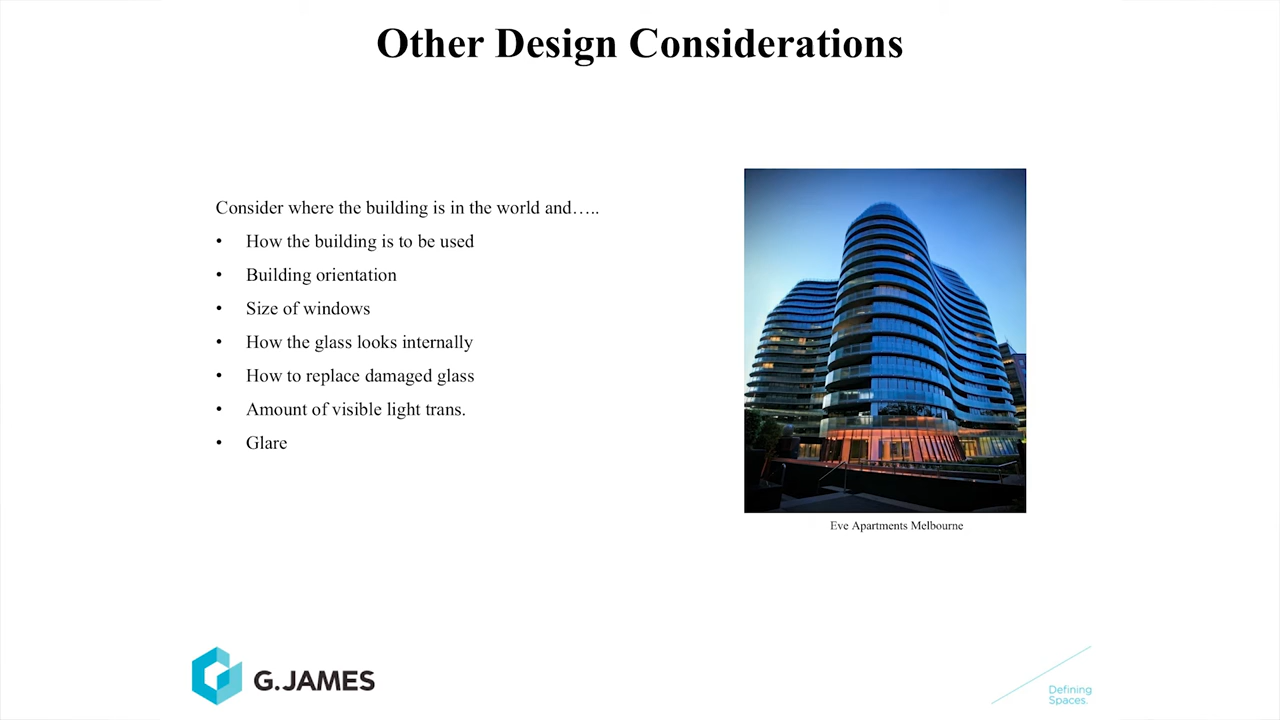 Other Design Considerations
Consider where the building is in the world and…..
• How the building is to be used
• Building orientation
• Size of windows
• How the glass looks internally
• How to replace damaged glass
• Amount of visible light trans.
• Glare
Eve Apartments Melbourne
G.JAMES
Defining
Spaces.